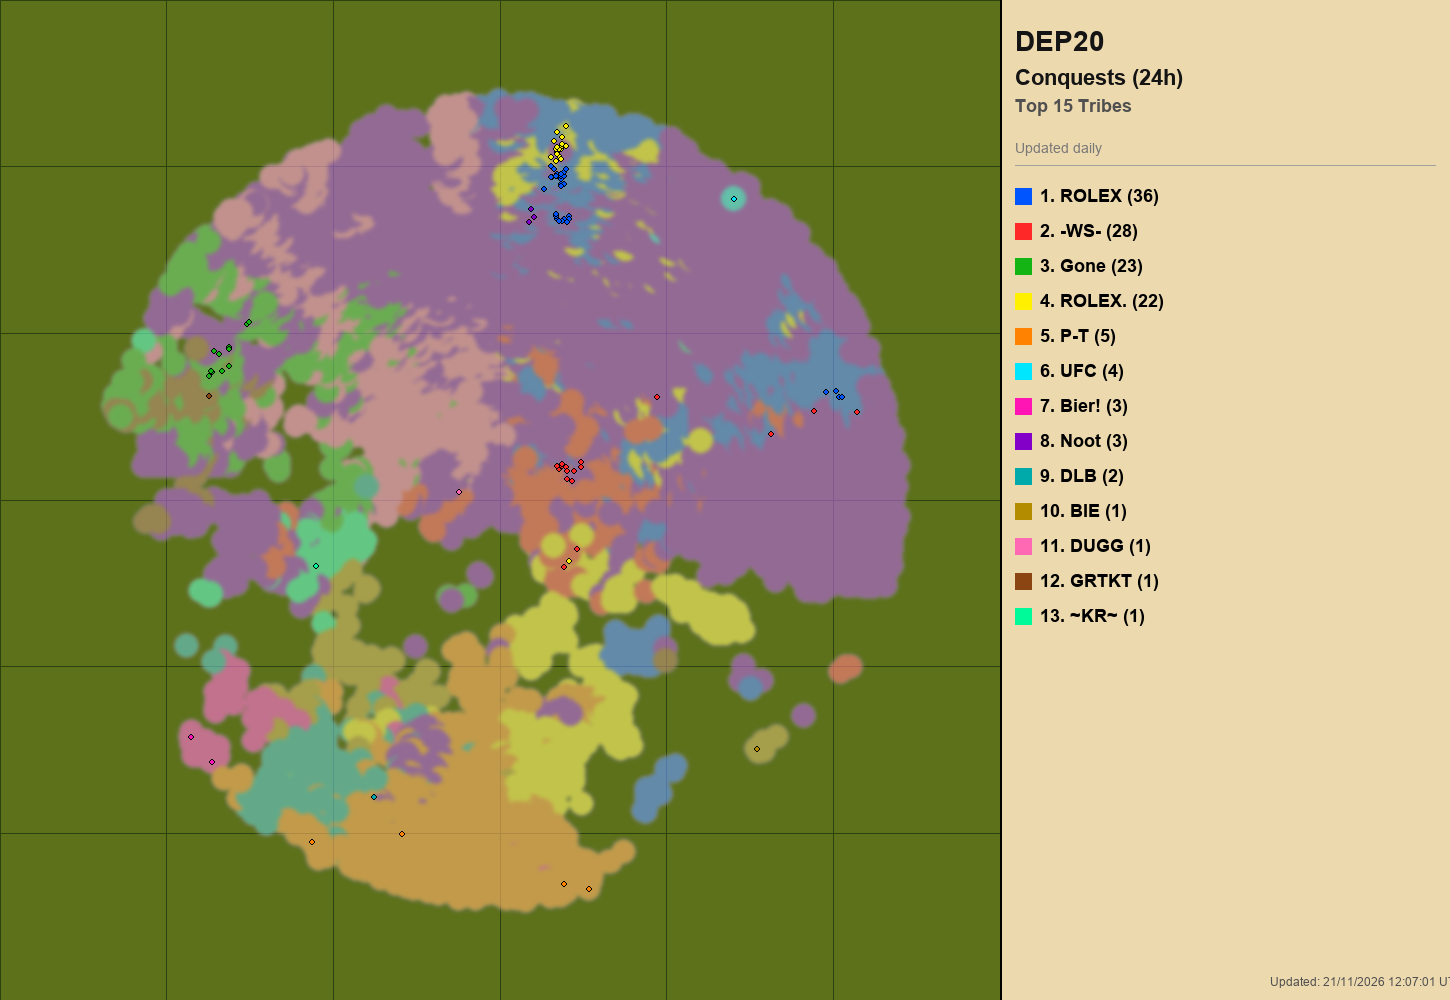 DEP20
Conquests (24h)
Top 15 Tribes
Updated daily
1. ROLEX (36)
2. -WS- (28)
3. Gone (23)
4. ROLEX. (22)
5. P-T (5)
6. UFC (4)
7. Bier! (3)
8. Noot (3)
9. DLB (2)
10. BIE (1)
11. DUGG (1)
12. GRTKT (1)
13. ~KR~ (1)
Updated: 21/11/2026 12:07:01 U